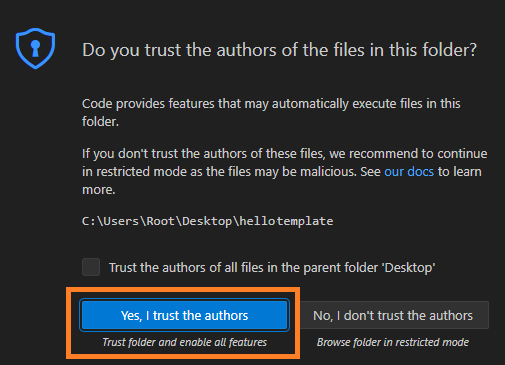 Do you trust the authors of the files in this folder?
Code provides features that may automatically execute files in this
folder.
If you don't trust the authors of these files, we recommend to continue
in restricted mode as the files may be malicious. See our docs to learn
more.
C:\Users\Root\Desktop\hellotemplate
Trust the authors of all files in the parent folder 'Desktop'
Yes, I trust the authors
No, I don't trust the authors
Trust folder and enable all features
Browse folder in restricted mode